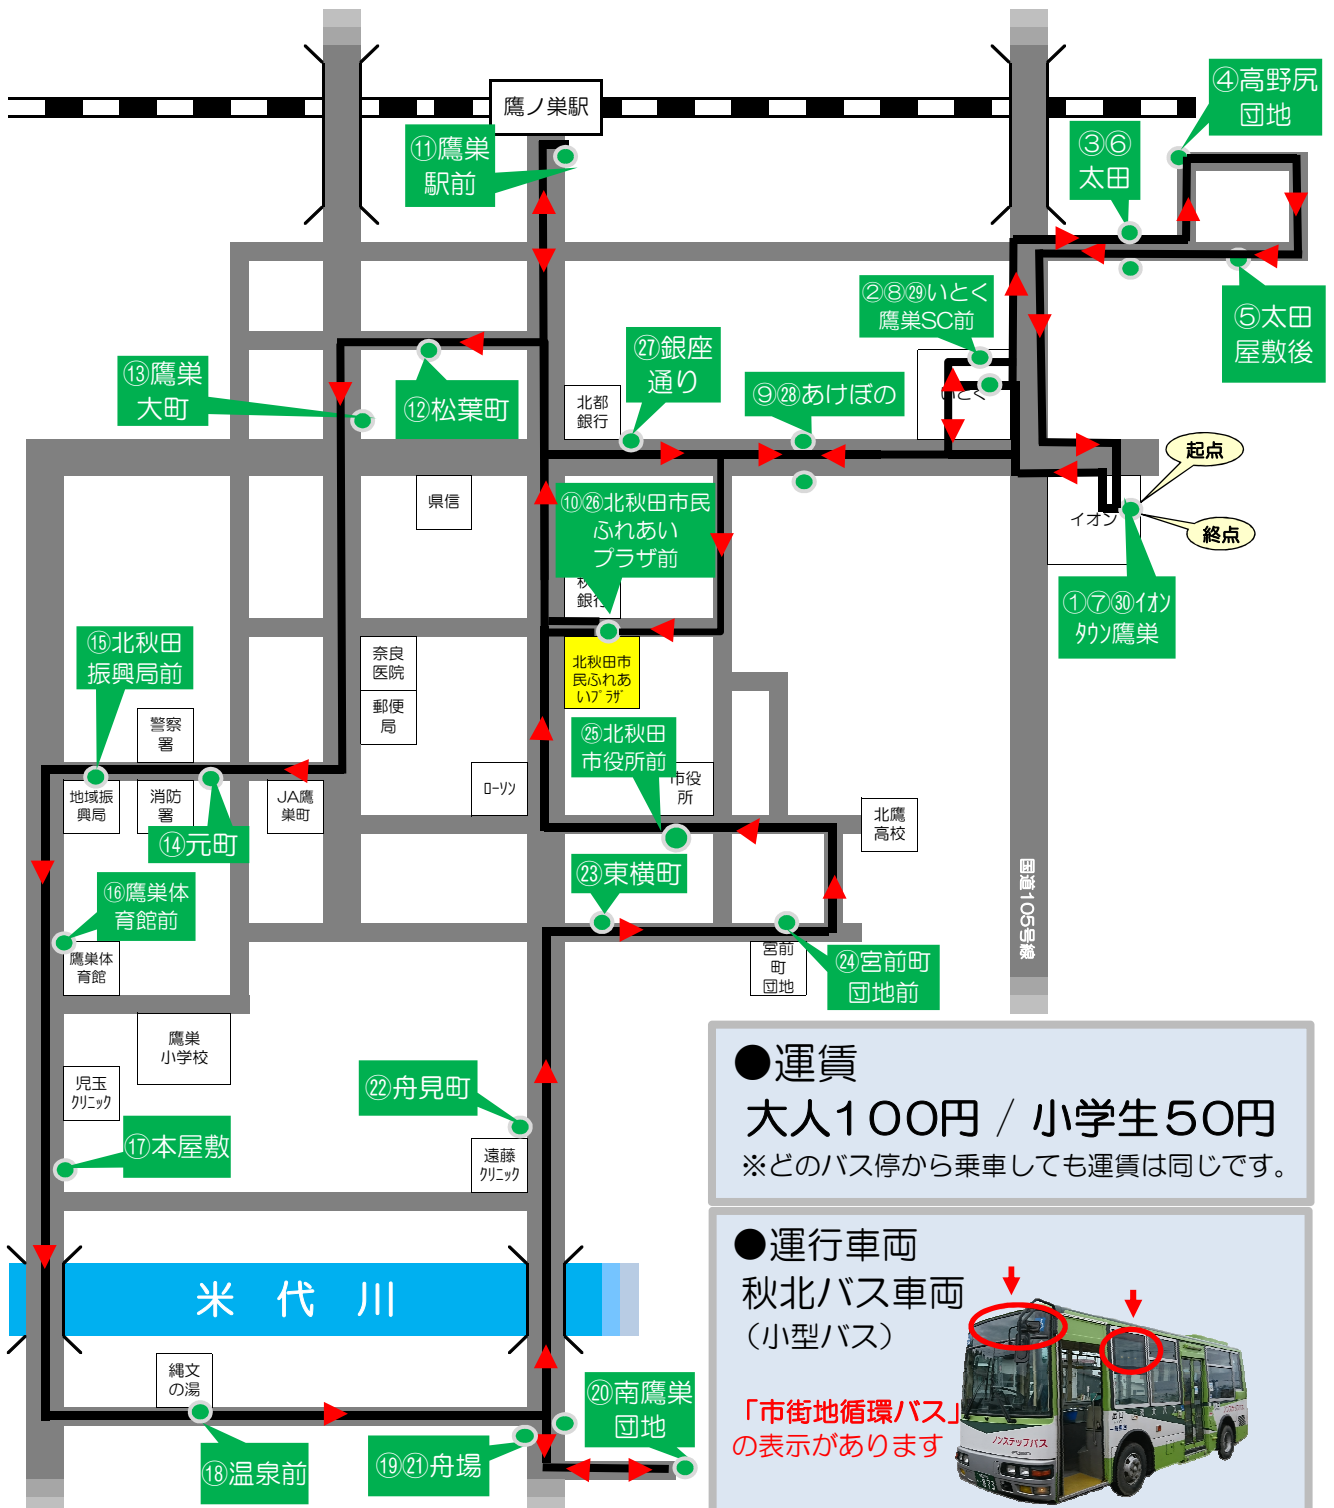 鷹ノ巣駅
④高野尻
団地
⑪鷹巣
駅前
③⑥
太田
②⑧㉙いとく
鷹巣SC前
⑤太田
屋敷後
㉗銀座
通り
⑬鷹巣
大町
⑫松葉町
⑨㉘あけぼの
北都
銀行
いとく
起点
県信
⑩㉖北秋田市民
ふれあい
プラザ前
イオン
終点
秋
銀行
①⑦㉚ｲｵﾝ
ﾀｳﾝ鷹巣
⑮北秋田
振興局前
奈良
医院
北秋田市
民ふれあ
いﾌﾟﾗｻﾞ
郵便
局
警察
署
㉕北秋田
市役所前
市役
所
ﾛｰｿﾝ
地域振
興局
消防
署
JA鷹
巣町
北鷹
高校
⑭元町
国道105号線
⑯鷹巣体
育館前
㉓東横町
鷹巣体
育館
宮前
町
団地
㉔宮前町
団地前
鷹巣
小学校
児玉
ｸﾘﾆｯｸ
㉒舟見町
⑰本屋敷
遠藤
ｸﾘﾆｯｸ
●運賃
大人100円 / 小学生50円
※どのバス停から乗車しても運賃は同じです。
米 代 川
●運行車両
秋北バス車両
（小型バス）
「市街地循環バス」
の表示があります
ノンステップバス
縄文
の湯
⑳南鷹巣
団地
⑱温泉前
⑲㉑舟場